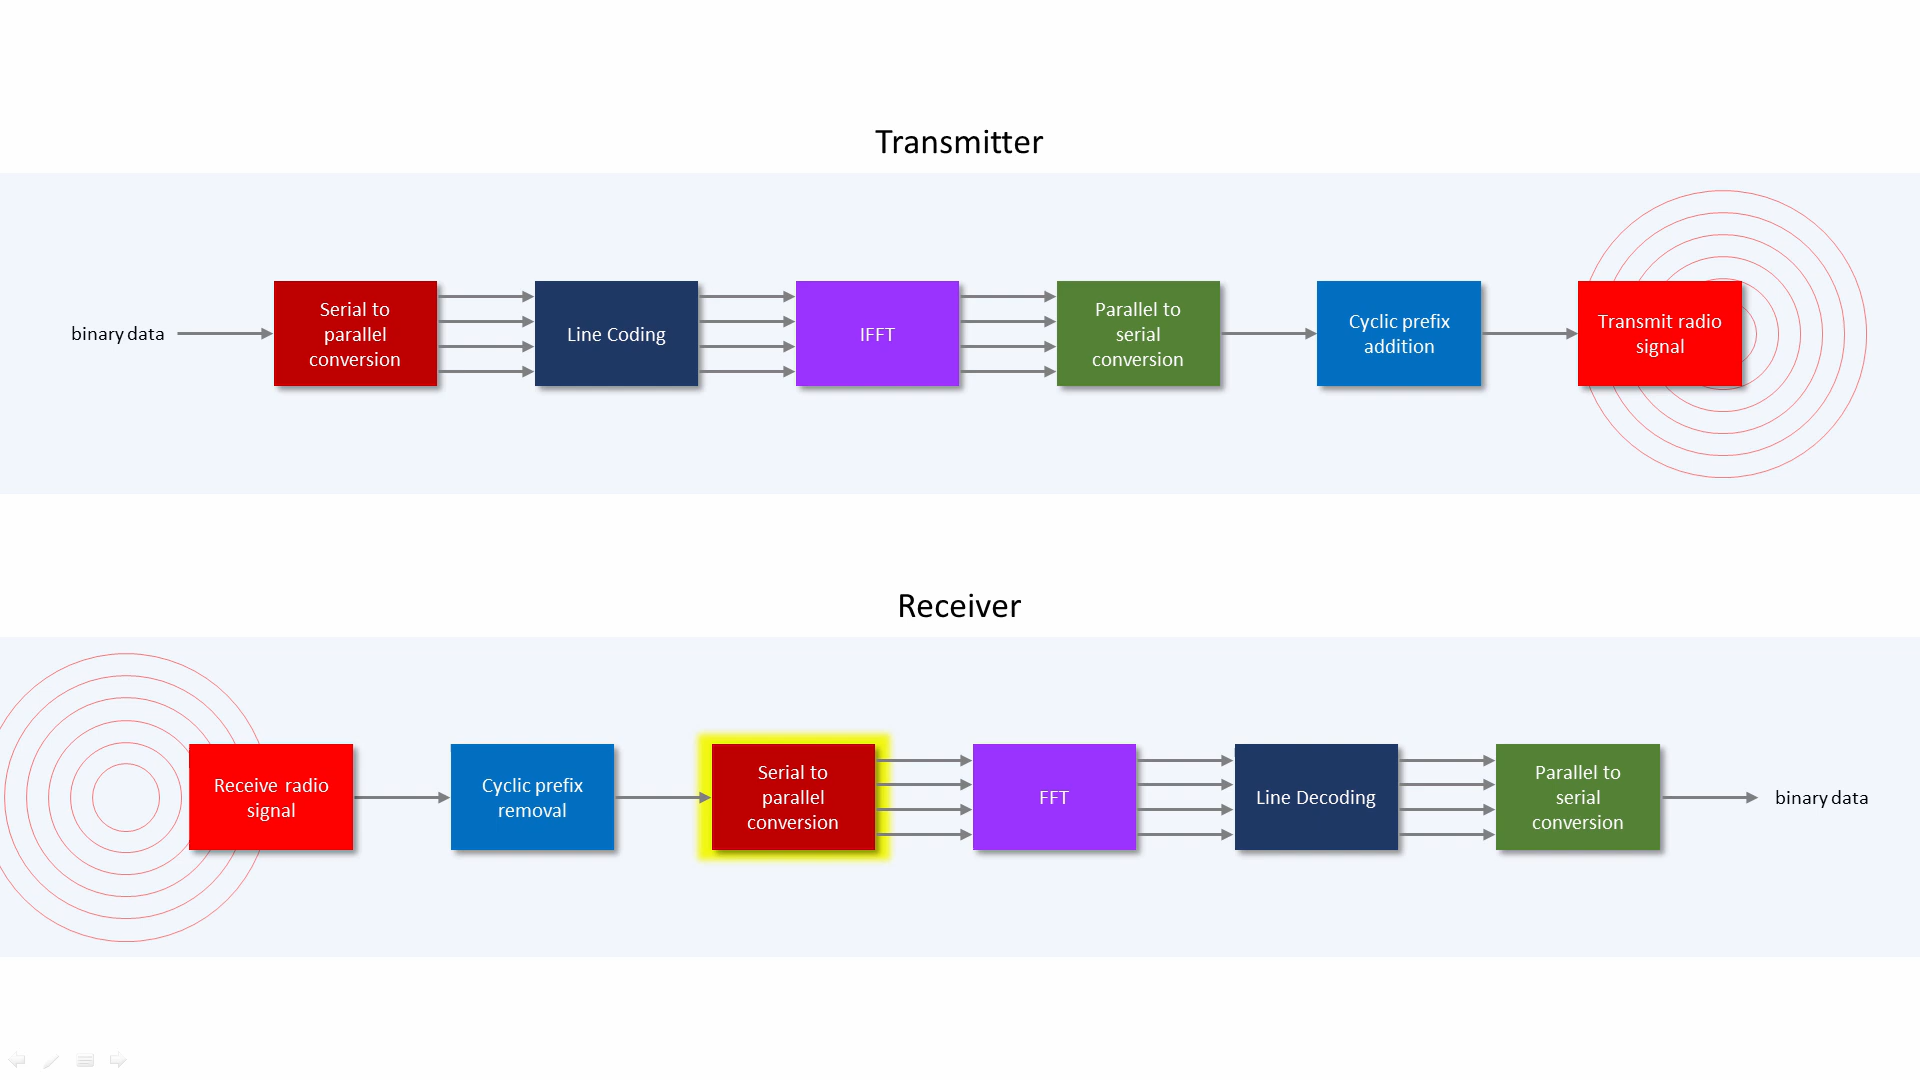 Transmitter
binary data
Serial to
parallel
conversion
Line Coding
IFFT
Parallel to
serial
conversion
Cyclic prefix
addition
Transmit radio
signal
Receiver
Receive radio
signal
Cyclic prefix
removal
Serial to
parallel
conversion
FFT
Line Decoding
Parallel to
serial
conversion
binary data